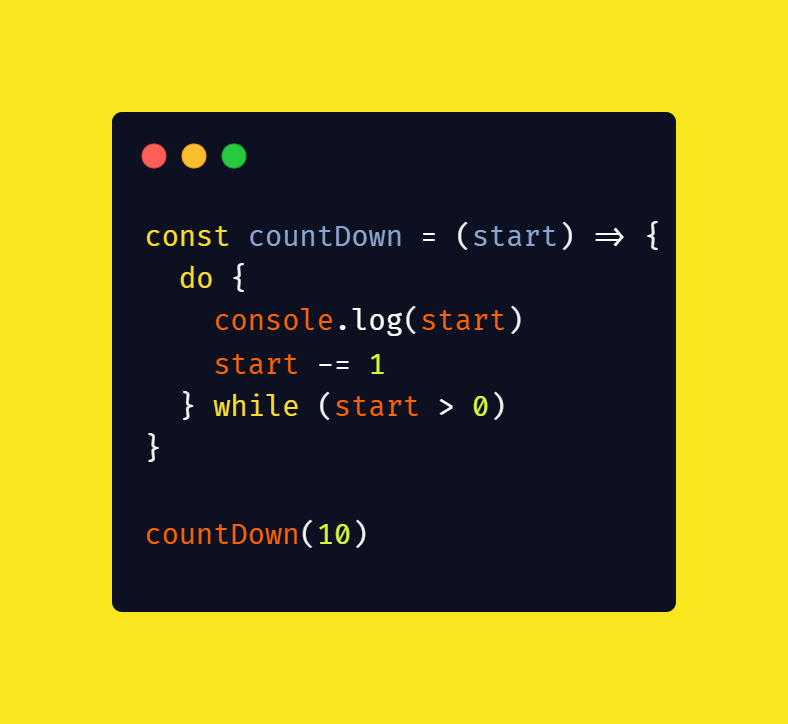 const countDown = (start) => {
  do {
    console.log(start)
    start -= 1
  } while (start > 0)
}

countDown(10)